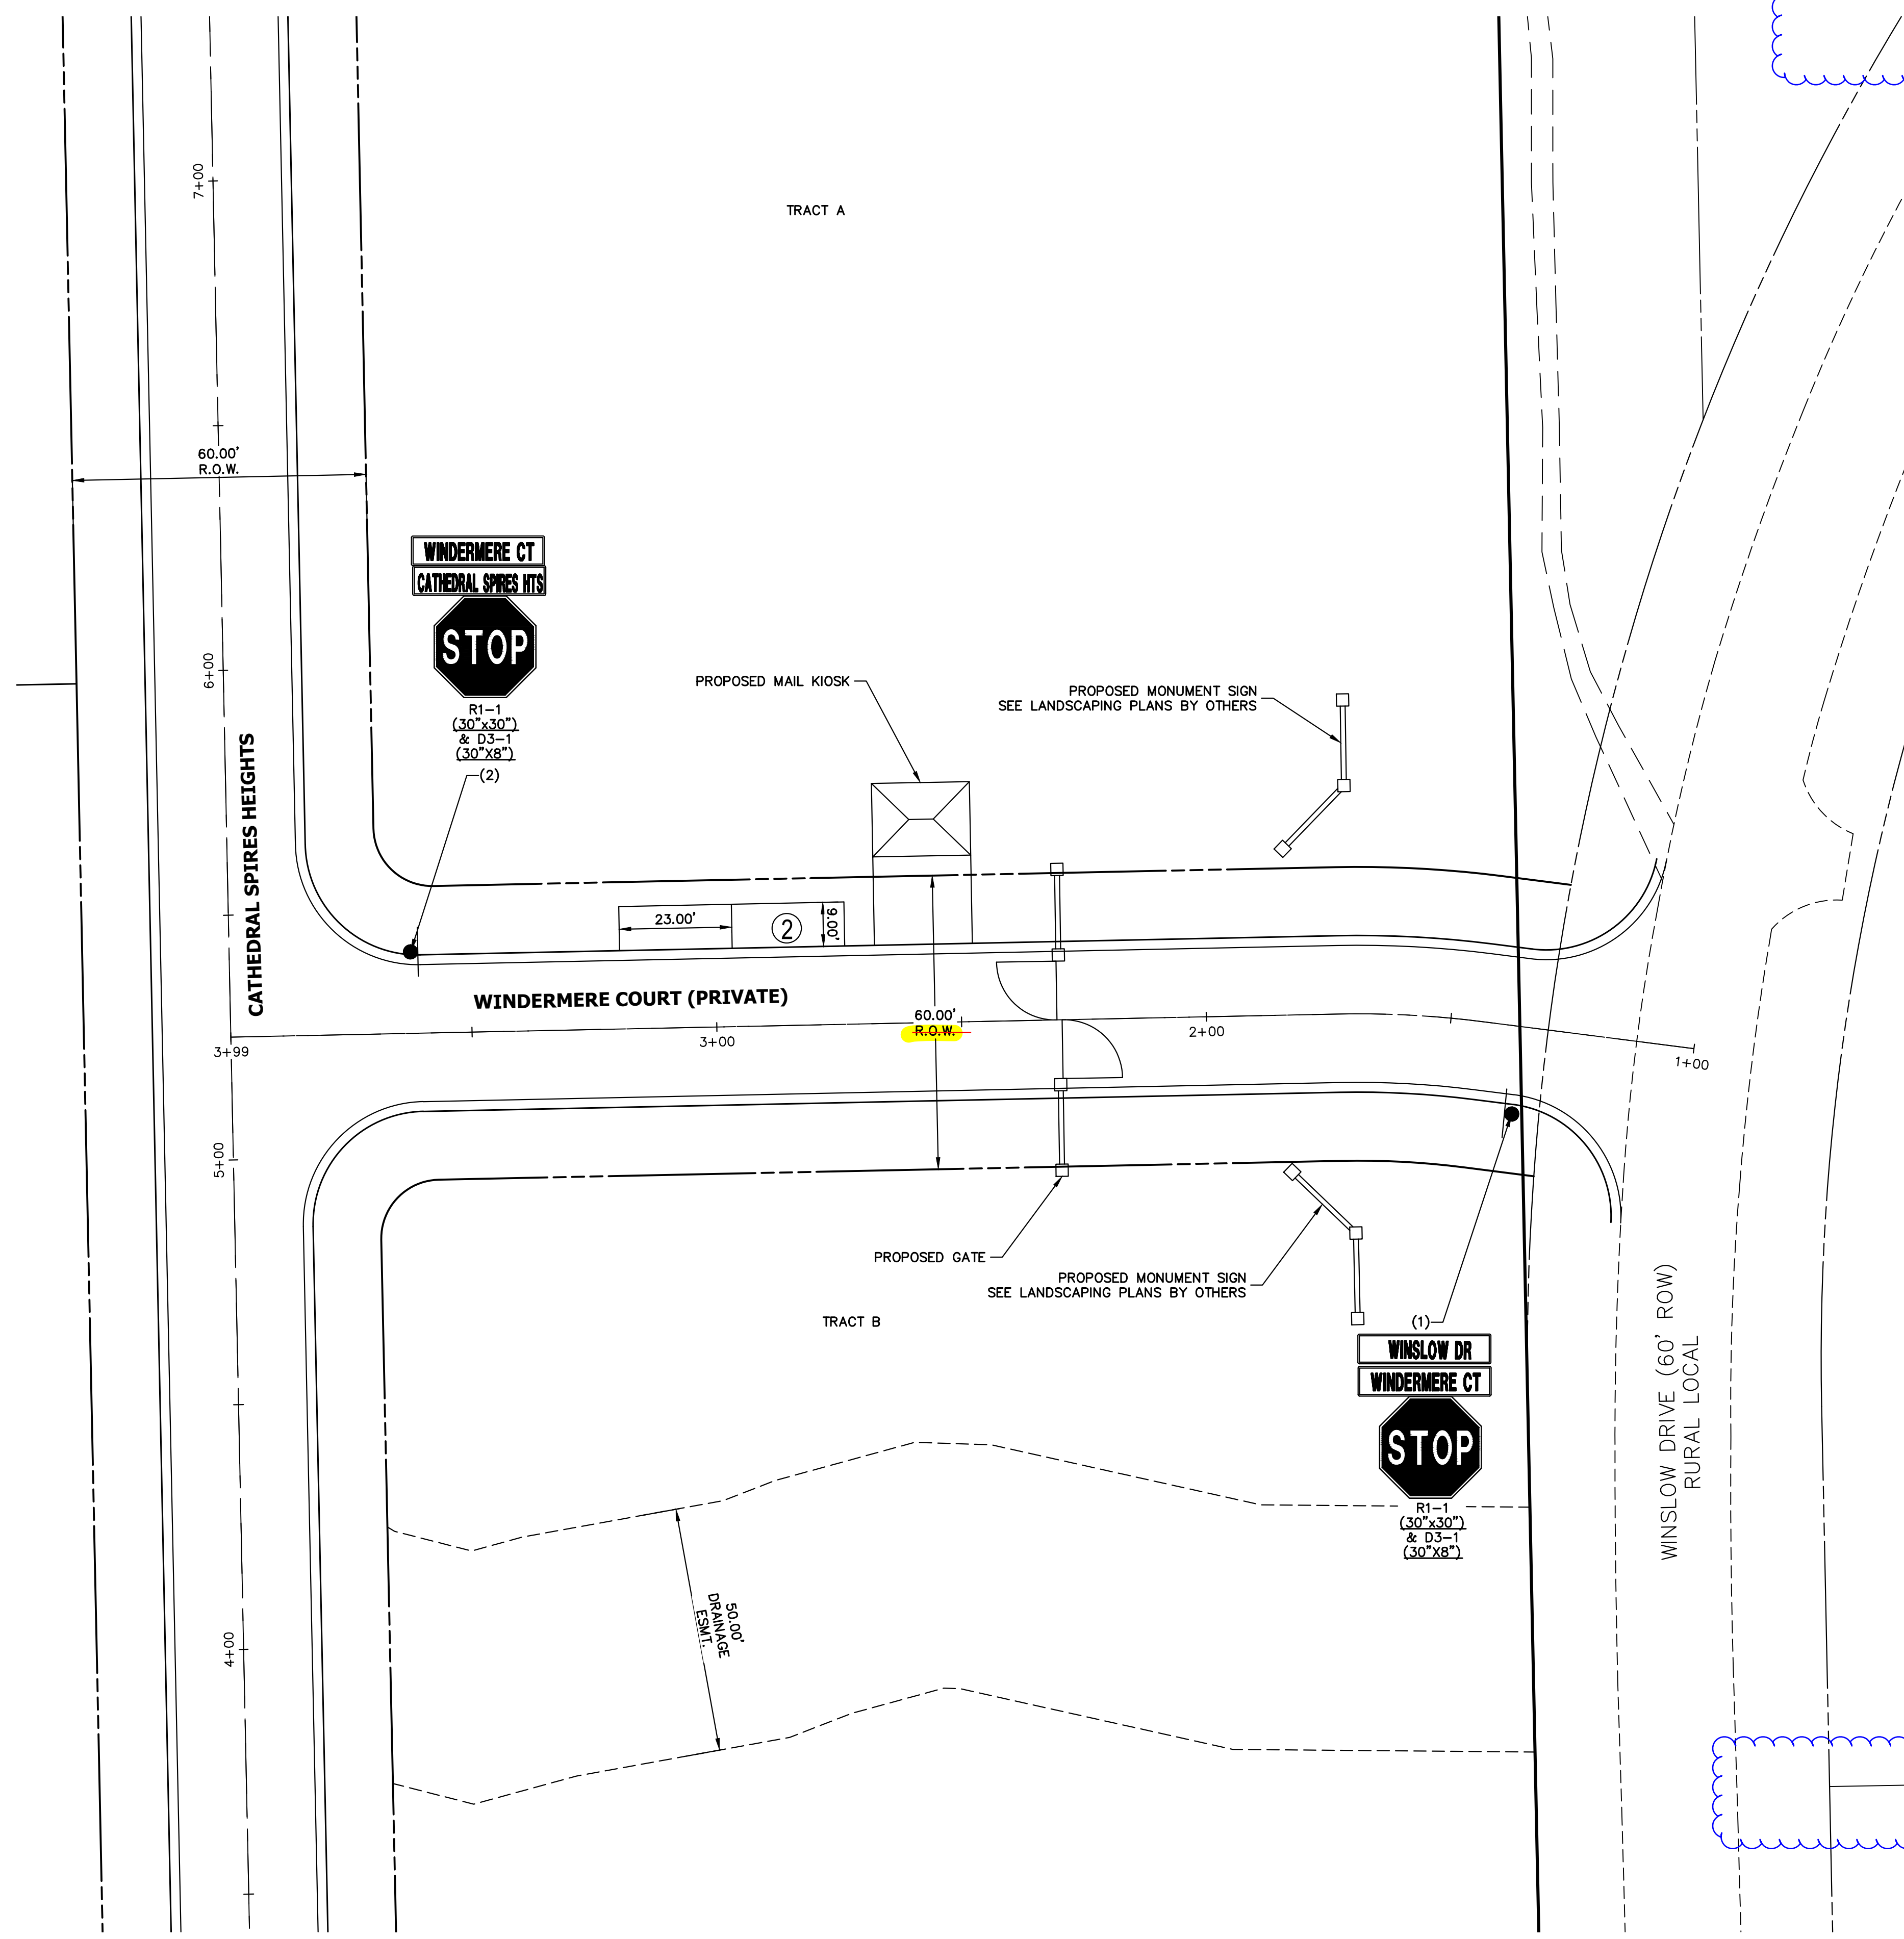 7+00
TRACT A
60.00'
R.O.W.
WINDERMERE CT
CATHEDRAL SPIRES HTS
STOP
R1-1
(30"x30")
& D3-1
(30"X8")
(2)
6+00
CATHEDRAL SPIRES HEIGHTS
PROPOSED MAIL KIOSK
PROPOSED MONUMENT SIGN
SEE LANDSCAPING PLANS BY OTHERS
23.00'
2
9.00'
WINDERMERE COURT (PRIVATE)
60.00'
R.O.W.
3+99
3+00
2+00
1+00
5+00
PROPOSED GATE
PROPOSED MONUMENT SIGN
SEE LANDSCAPING PLANS BY OTHERS
TRACT B
(1)
WINSLOW DR
WINDERMERE CT
STOP
R1-1
(30"x30")
& D3-1
(30"X8")
WINSLOW DRIVE (60' ROW)
RURAL LOCAL
50.00'
DRAINAGE
ESMT.
4+00